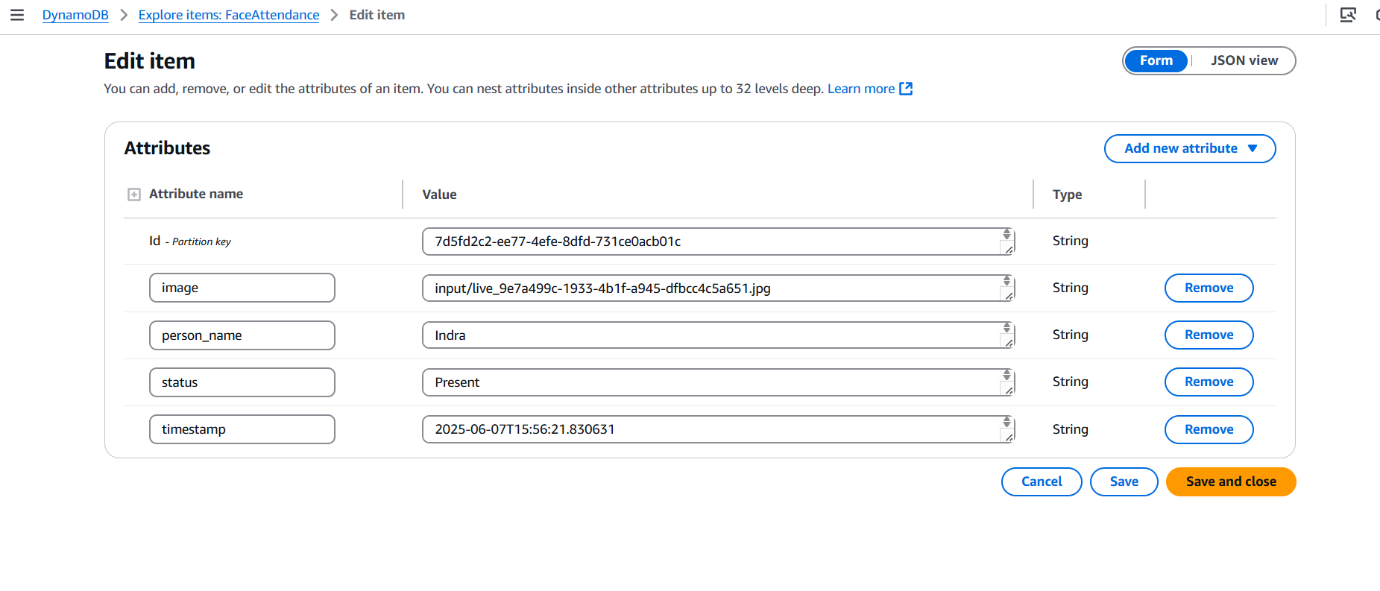 DynamoDB > Explore items: FaceAttendance > Edit item
Edit item
Form JSON view
You can add, remove, or edit the attributes of an item. You can nest attributes inside other attributes up to 32 levels deep. Learn more
Attributes
Add new attribute
Attribute name Value Type
Id - Partition key 7d5fd2c2-ee77-4efe-8dfd-731ce0acb01c String
image input/live_9e7a499c-1933-4b1f-a945-dfbcc4c5a651.jpg String Remove
person_name Indra String Remove
status Present String Remove
timestamp 2025-06-07T15:56:21.830631 String Remove
Cancel Save Save and close